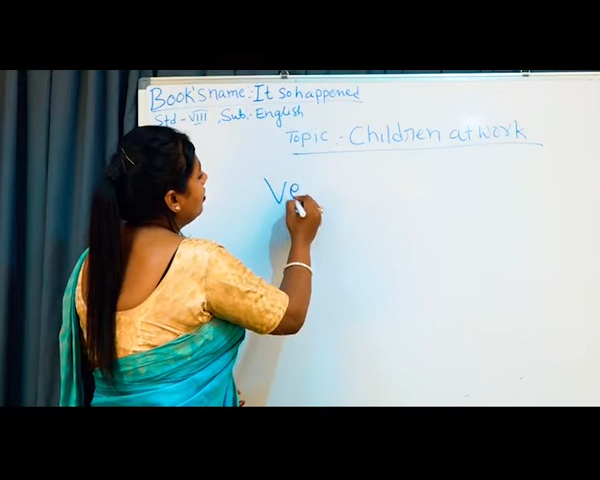 Book's name:- It so happened
Std - VIII , Sub:- English
Topic :- Children at work
Ve